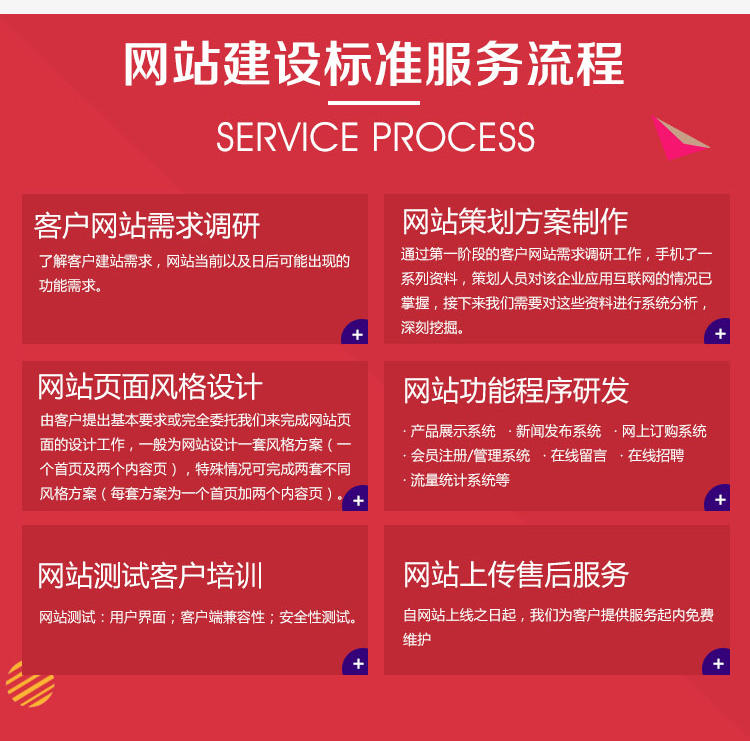 网站建设标准服务流程
SERVICE PROCESS
客户网站需求调研
了解客户建站需求，网站当前以及日后可能出现的
功能需求。
+
网站策划方案制作
通过第一阶段的客户网站需求调研工作，手机了一
系列资料，策划人员对该企业应用互联网的情况已
掌握，接下来我们需要对这些资料进行系统分析，
深刻挖掘。
+
网站页面风格设计
由客户提出基本要求或完全委托我们来完成网站页
面的设计工作，一般为网站设计一套风格方案（一
个首页及两个内容页），特殊情况可完成两套不同
风格方案（每套方案为一个首页加两个内容页）。
+
网站功能程序研发
· 产品展示系统 · 新闻发布系统 · 网上订购系统
· 会员注册/管理系统 · 在线留言 · 在线招聘
· 流量统计系统等
+
网站测试客户培训
网站测试：用户界面；客户端兼容性；安全性测试。
+
网站上传售后服务
自网站上线之日起，我们为客户提供服务起内免费
维护
+